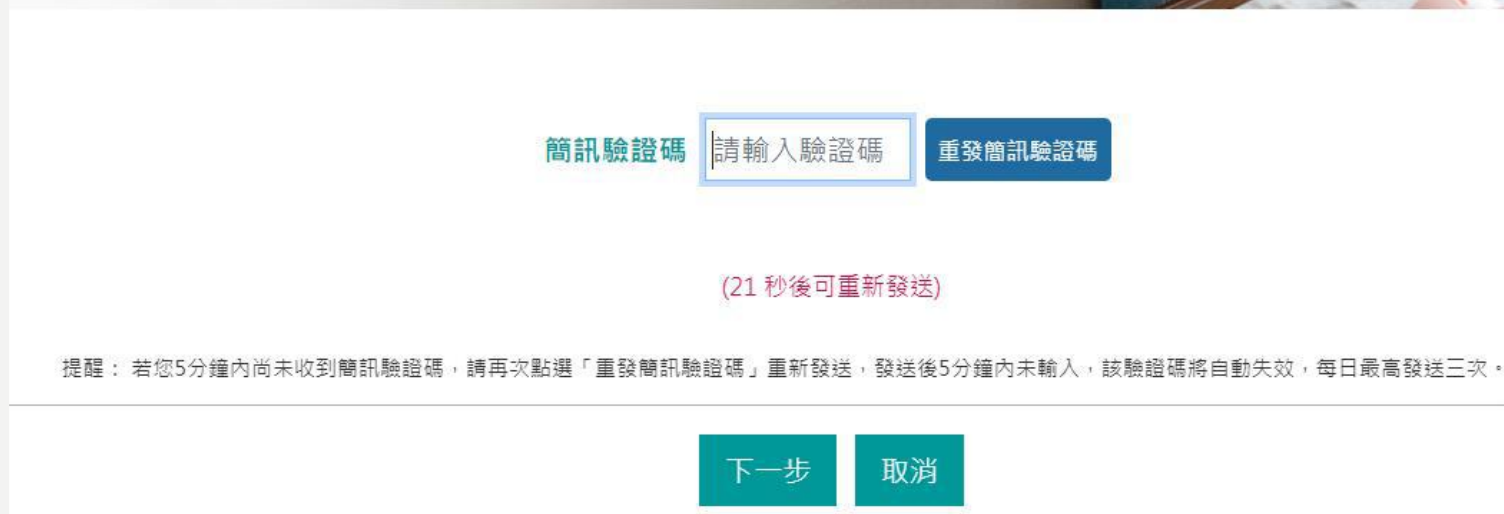 簡訊驗證碼 請輸入驗證碼 重發簡訊驗證碼
(21 秒後可重新發送)
提醒： 若您5分鐘內尚未收到簡訊驗證碼，請再次點選「重發簡訊驗證碼」重新發送，發送後5分鐘內未輸入，該驗證碼將自動失效，每日最高發送三次。
下一步 取消